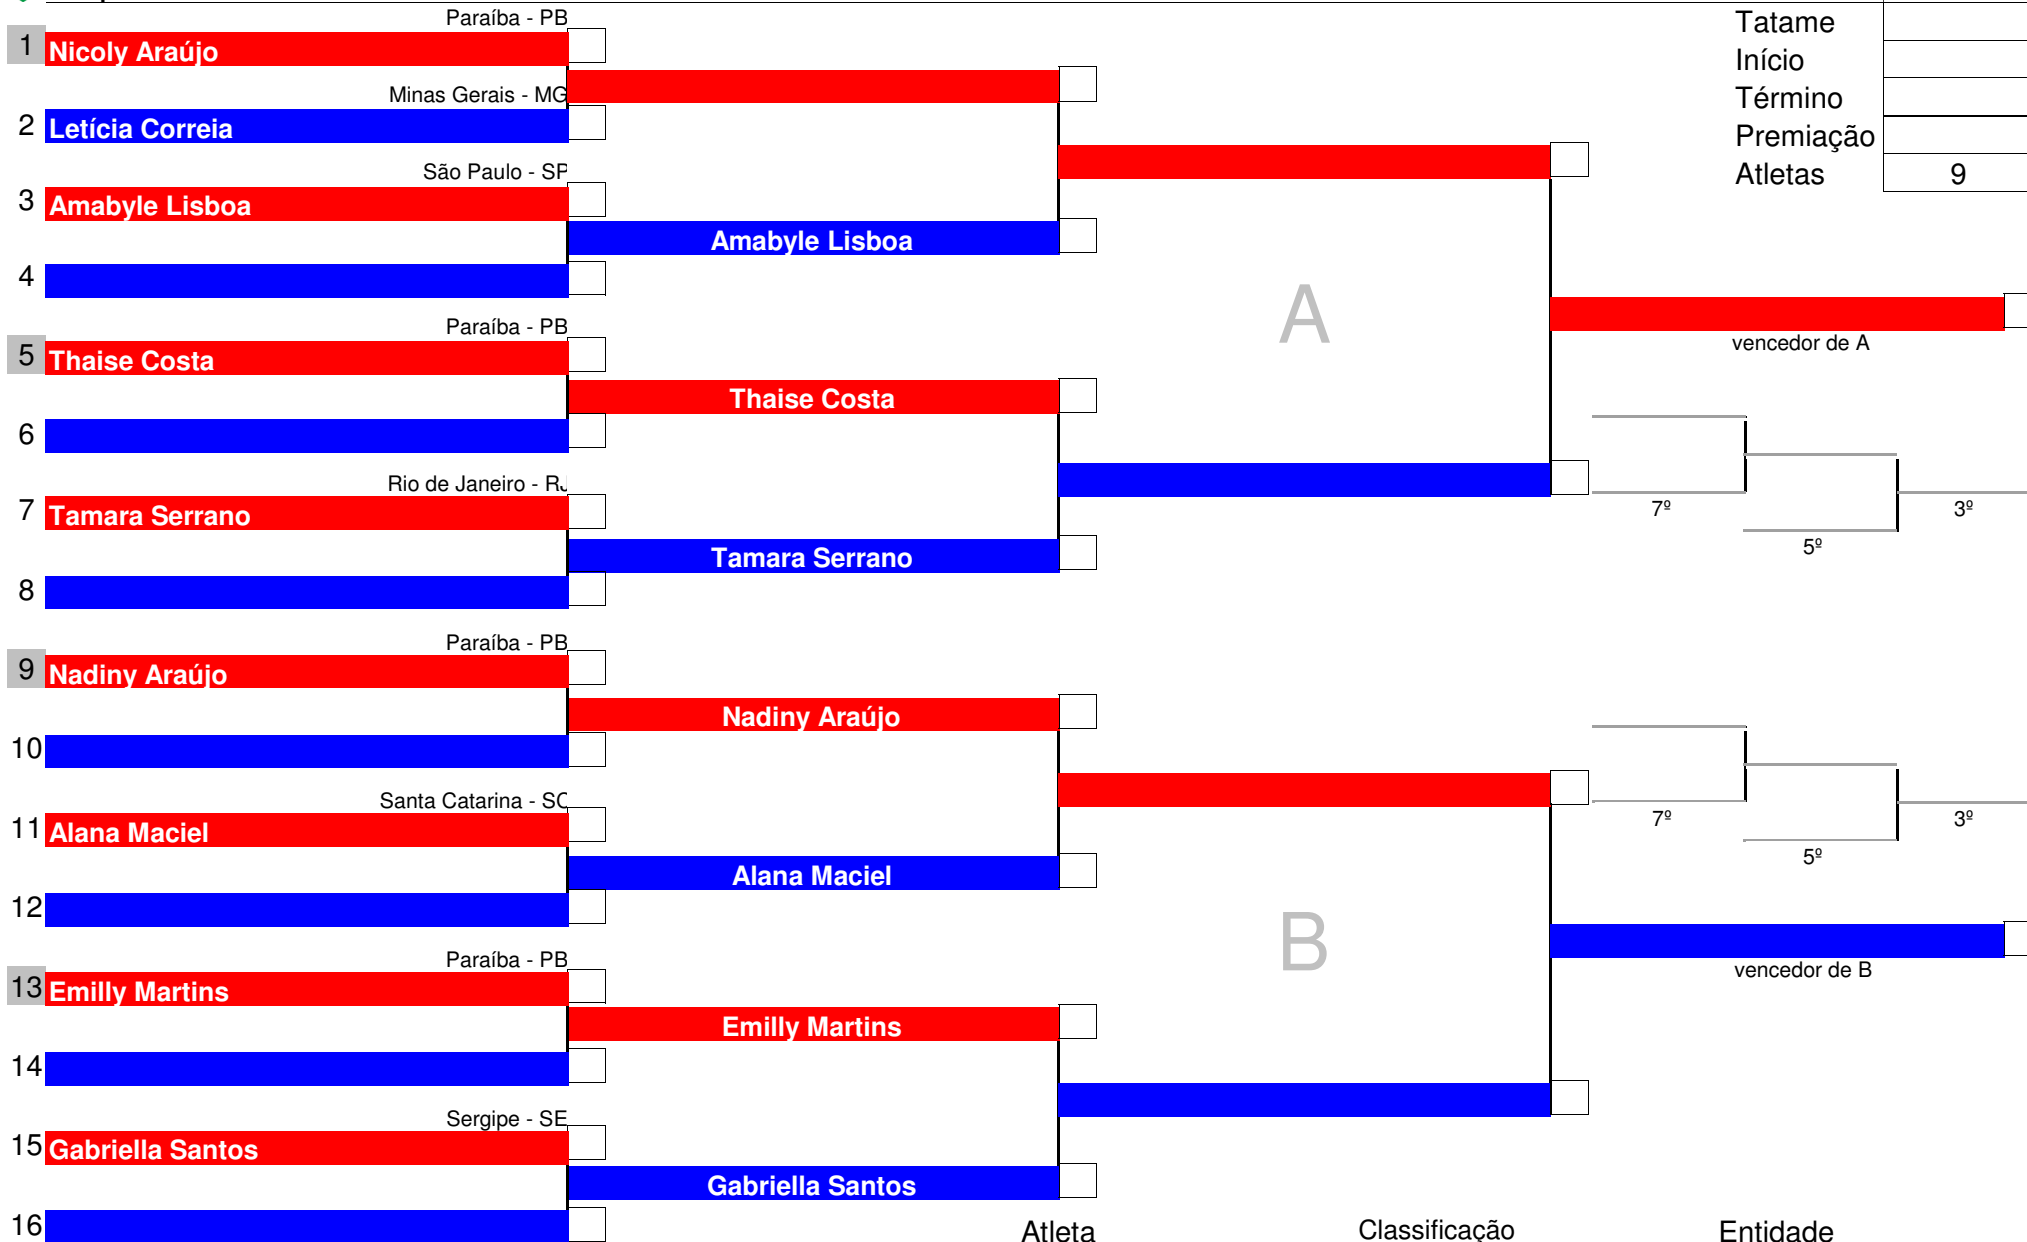 Paraíba - PB
1 Nicoly Araújo
Minas Gerais - MG
2 Letícia Correia
São Paulo - SP
3 Amabyle Lisboa
Amabyle Lisboa
4
Paraíba - PB
5 Thaise Costa
Thaise Costa
6
Rio de Janeiro - RJ
7 Tamara Serrano
Tamara Serrano
8
Paraíba - PB
9 Nadiny Araújo
Nadiny Araújo
10
Santa Catarina - SC
11 Alana Maciel
Alana Maciel
12
Paraíba - PB
13 Emilly Martins
Emilly Martins
14
Sergipe - SE
15 Gabriella Santos
Gabriella Santos
16
A
B
Tatame
Início
Término
Premiação
Atletas 9
vencedor de A
7º
3º
5º
7º
3º
5º
vencedor de B
Atleta Classificação Entidade